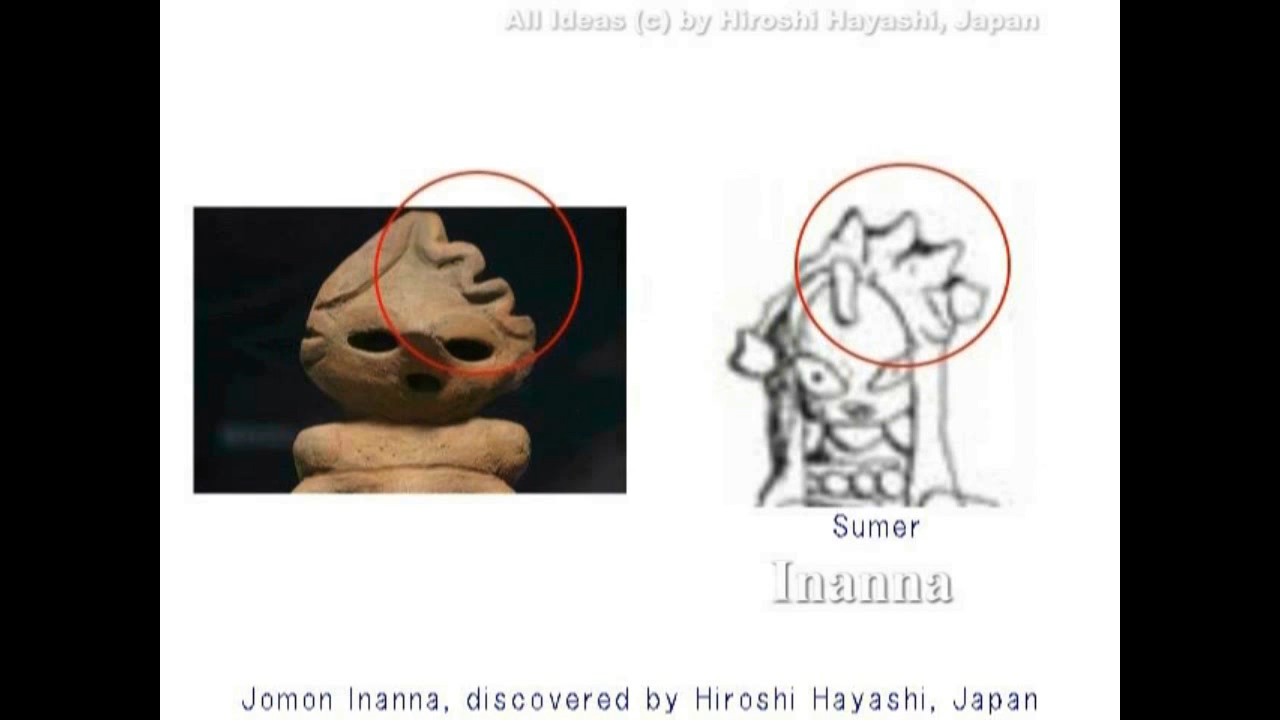 All Ideas (c) by Hiroshi Hayashi, Japan
Sumer
Inanna
Jomon Inanna, discovered by Hiroshi Hayashi, Japan